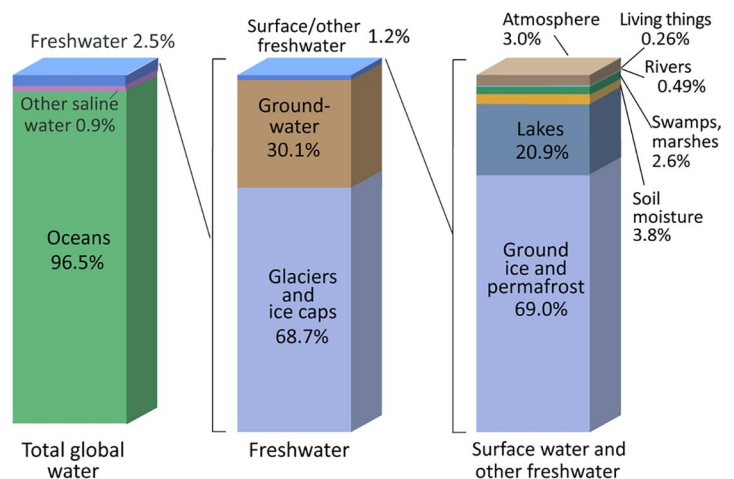 Freshwater 2.5%
Other saline
water 0.9%
Oceans
96.5%
Total global
water
Surface/other
freshwater
1.2%
Ground-
water
30.1%
Glaciers
and
ice caps
68.7%
Freshwater
Atmosphere
3.0%
Living things
0.26%
Rivers
0.49%
Swamps,
marshes
2.6%
Soil
moisture
3.8%
Lakes
20.9%
Ground
ice and
permafrost
69.0%
Surface water and
other freshwater